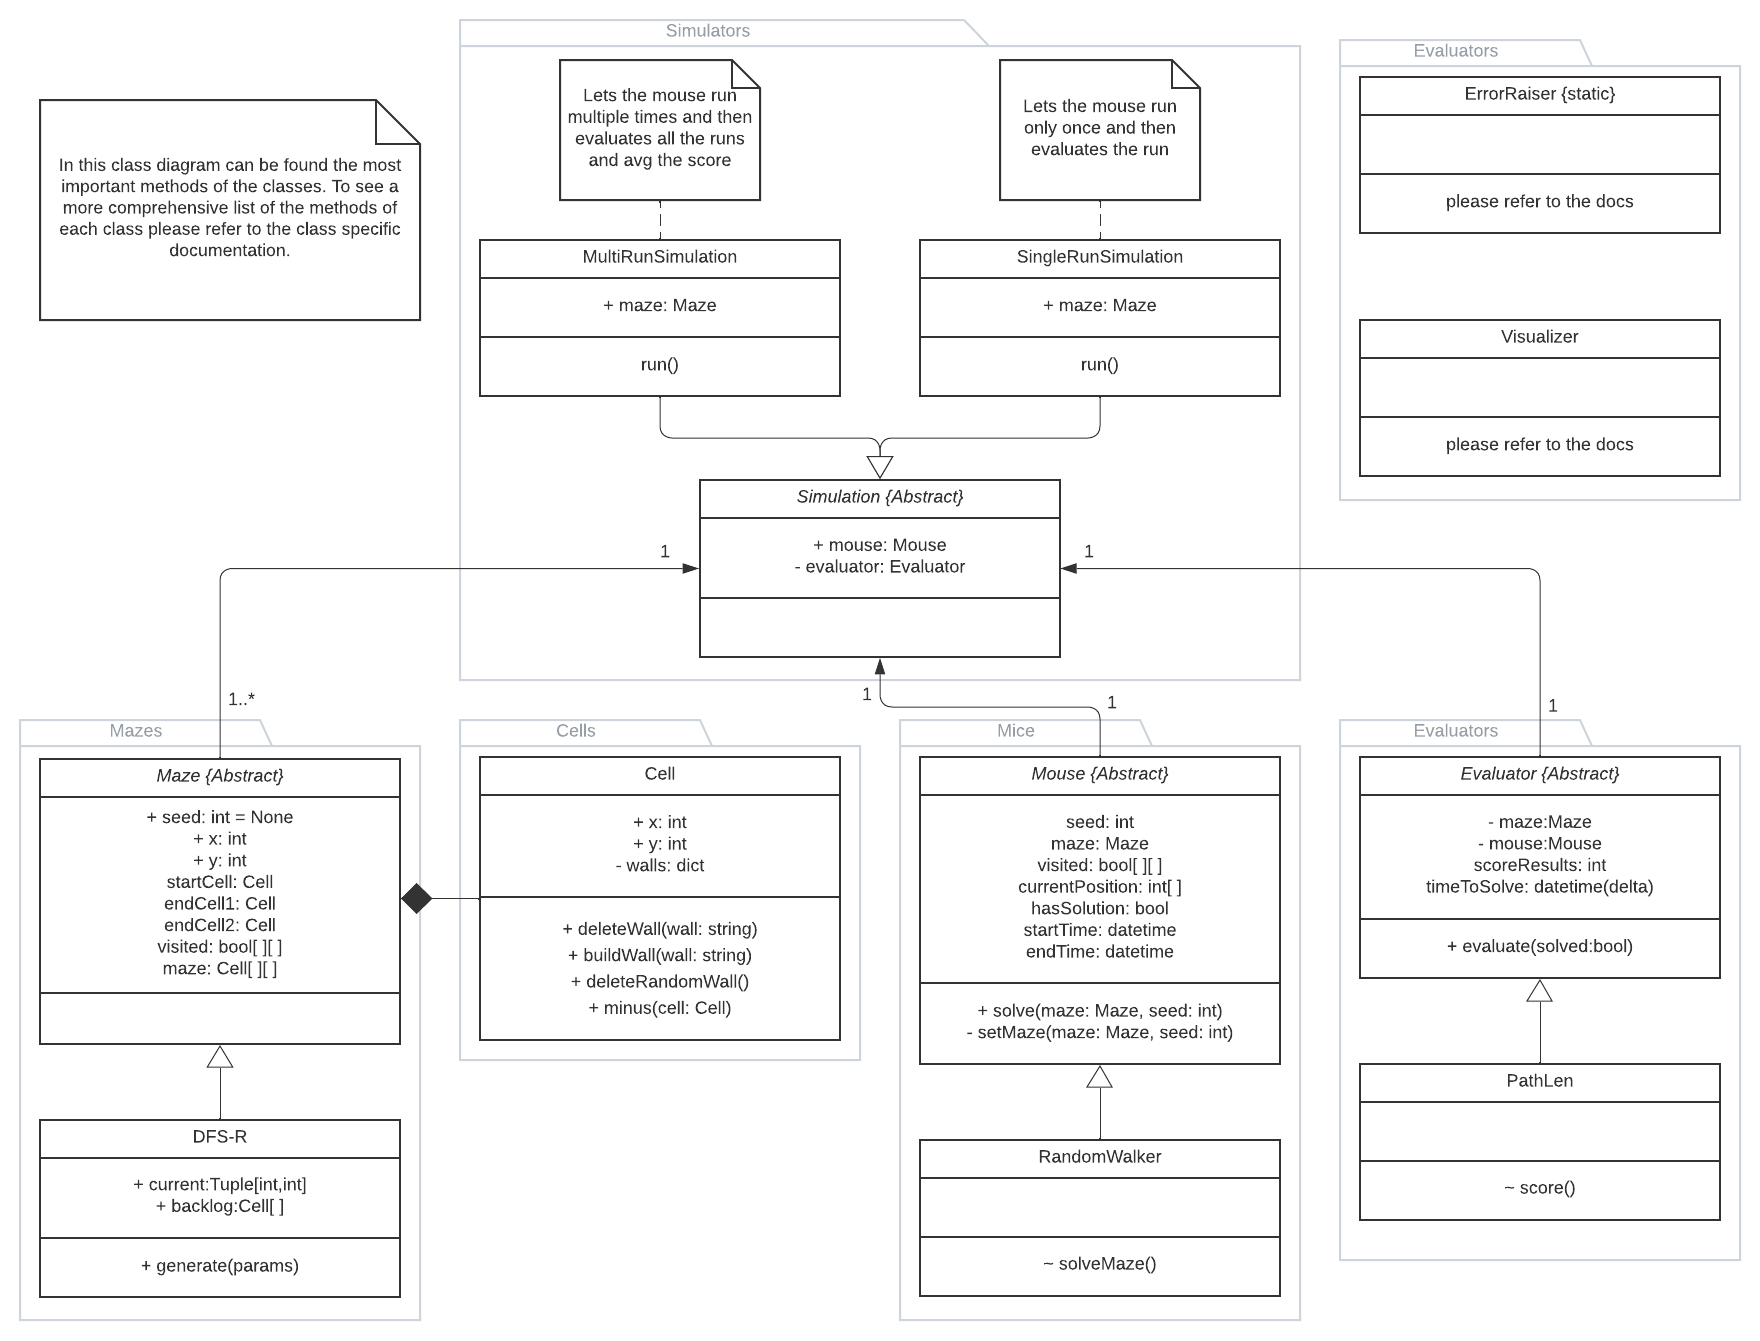 Simulators
Evaluators
Lets the mouse run
multiple times and then
evaluates all the runs
and avg the score
Lets the mouse run
only once and then
evaluates the run
ErrorRaiser {static}
please refer to the docs
In this class diagram can be found the most
important methods of the classes. To see a
more comprehensive list of the methods of
each class please refer to the class specific
documentation.
MultiRunSimulation
+ maze: Maze
run()
SingleRunSimulation
+ maze: Maze
run()
Visualizer
please refer to the docs
Simulation {Abstract}
+ mouse: Mouse
- evaluator: Evaluator
1
1
1..*
1
1
1
Mazes
Maze {Abstract}
+ seed: int = None
+ x: int
+ y: int
startCell: Cell
endCell1: Cell
endCell2: Cell
visited: bool[ ][ ]
maze: Cell[ ][ ]
DFS-R
+ current:Tuple[int,int]
+ backlog:Cell[ ]
+ generate(params)
Cells
Cell
+ x: int
+ y: int
- walls: dict
+ deleteWall(wall: string)
+ buildWall(wall: string)
+ deleteRandomWall()
+ minus(cell: Cell)
Mice
Mouse {Abstract}
seed: int
maze: Maze
visited: bool[ ][ ]
currentPosition: int[ ]
hasSolution: bool
startTime: datetime
endTime: datetime
+ solve(maze: Maze, seed: int)
- setMaze(maze: Maze, seed: int)
RandomWalker
~ solveMaze()
Evaluators
Evaluator {Abstract}
- maze:Maze
- mouse:Mouse
scoreResults: int
timeToSolve: datetime(delta)
+ evaluate(solved:bool)
PathLen
~ score()